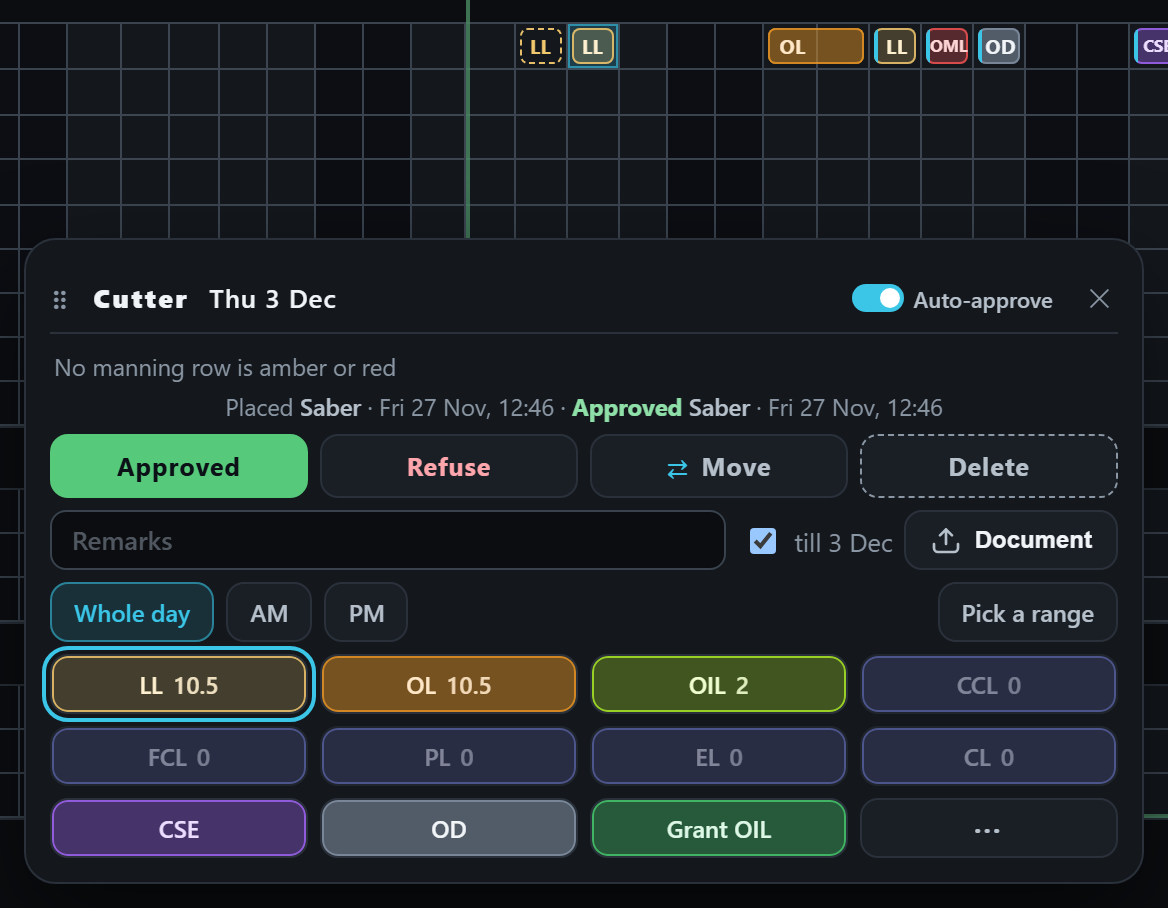 LL LL OL LL OML OD CSE
Cutter Thu 3 Dec Auto-approve
No manning row is amber or red
Placed Saber · Fri 27 Nov, 12:46 · Approved Saber · Fri 27 Nov, 12:46
Approved Refuse Move Delete
Remarks till 3 Dec Document
Whole day AM PM Pick a range
LL 10.5 OL 10.5 OIL 2 CCL 0
FCL 0 PL 0 EL 0 CL 0
CSE OD Grant OIL ...